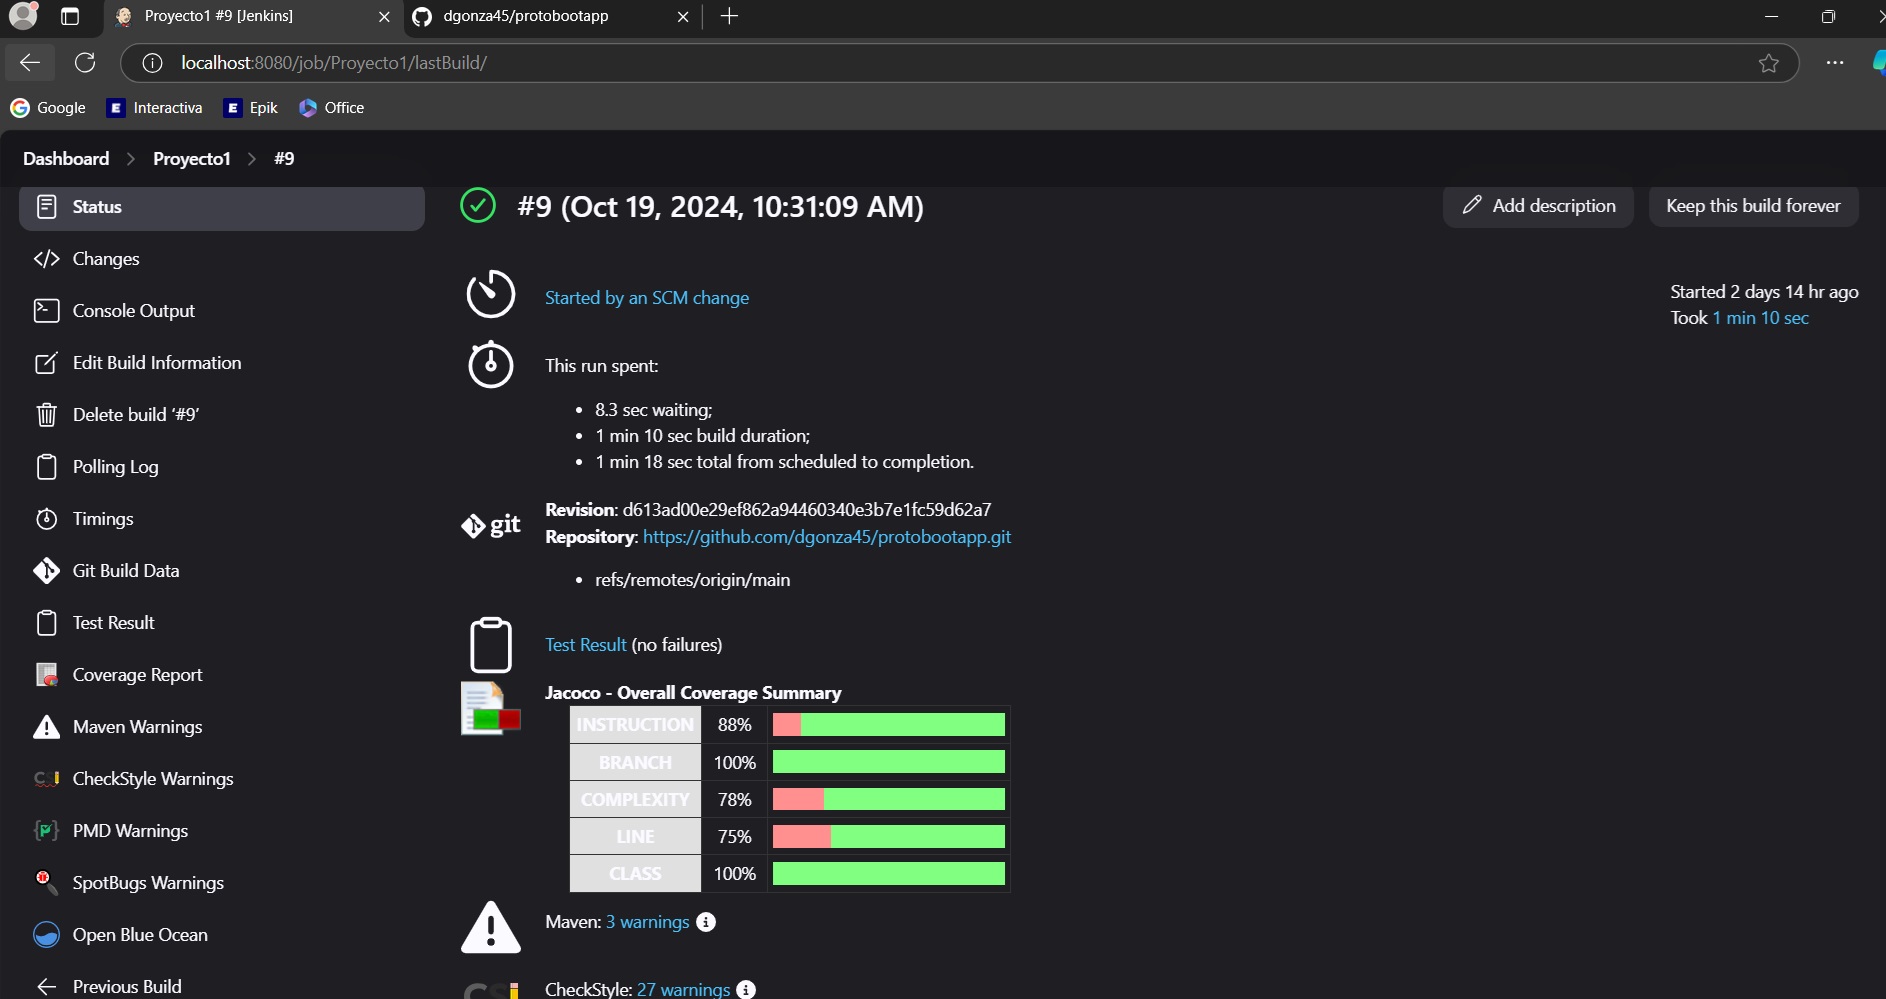 Proyecto1 #9 [Jenkins]
dgonza45/protobootapp
localhost:8080/job/Proyecto1/lastBuild/
Google
Interactiva
Epik
Office
Dashboard > Proyecto1 > #9
Status
Changes
Console Output
Edit Build Information
Delete build ‘#9’
Polling Log
Timings
Git Build Data
Test Result
Coverage Report
Maven Warnings
CheckStyle Warnings
PMD Warnings
SpotBugs Warnings
Open Blue Ocean
Previous Build
#9 (Oct 19, 2024, 10:31:09 AM)
Add description
Keep this build forever
Started by an SCM change
Started 2 days 14 hr ago
Took 1 min 10 sec
This run spent:
• 8.3 sec waiting;
• 1 min 10 sec build duration;
• 1 min 18 sec total from scheduled to completion.
git
Revision: d613ad00e29ef862a94460340e3b7e1fc59d62a7
Repository: https://github.com/dgonza45/protobootapp.git
• refs/remotes/origin/main
Test Result (no failures)
Jacoco - Overall Coverage Summary
INSTRUCTION 88%
BRANCH 100%
COMPLEXITY 78%
LINE 75%
CLASS 100%
Maven: 3 warnings
CheckStyle: 27 warnings